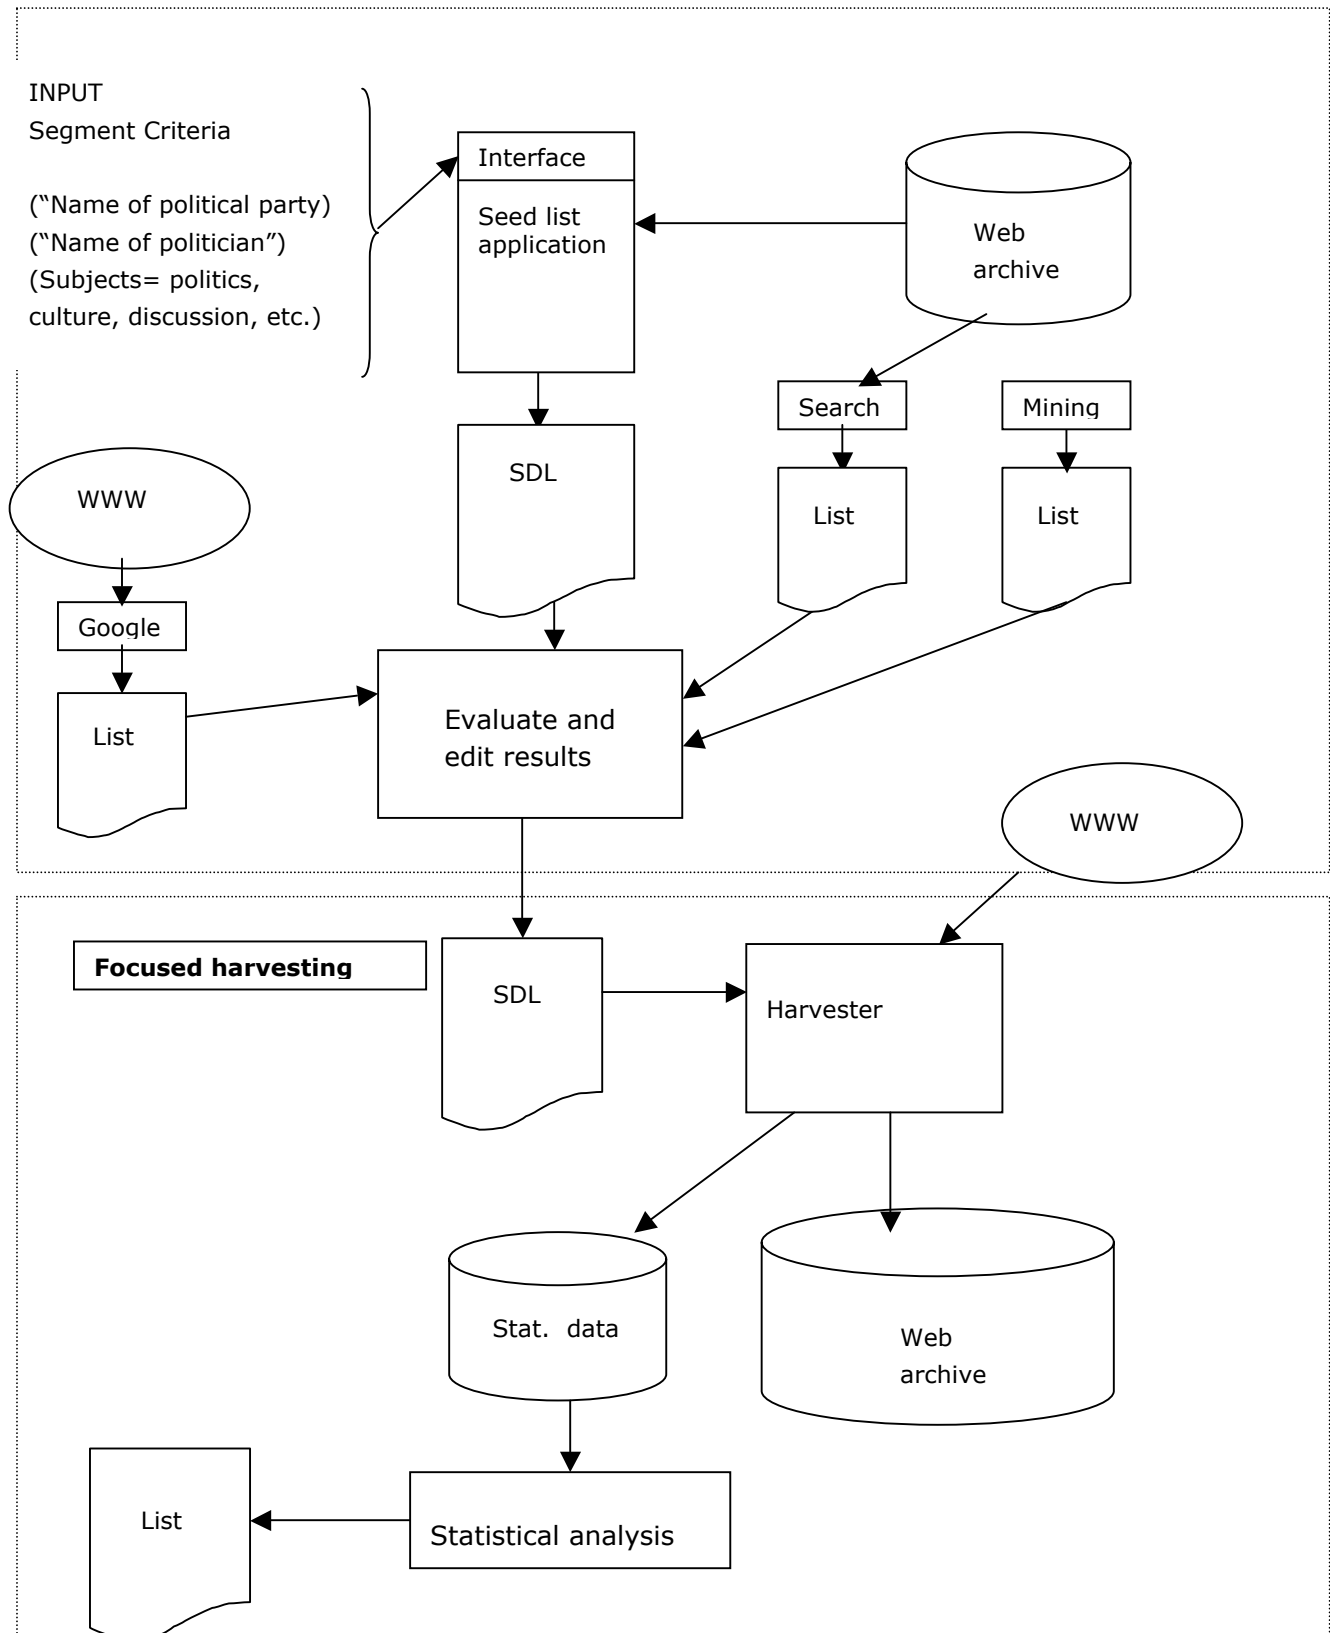 INPUT
Segment Criteria
(“Name of political party)
(“Name of politician”)
(Subjects= politics,
culture, discussion, etc.)
Interface
Seed list
application
Web
archive
Search
Mining
SDL
List
List
WWW
Google
List
Evaluate and
edit results
WWW
Focused harvesting
SDL
Harvester
Stat. data
Web
archive
List
Statistical analysis